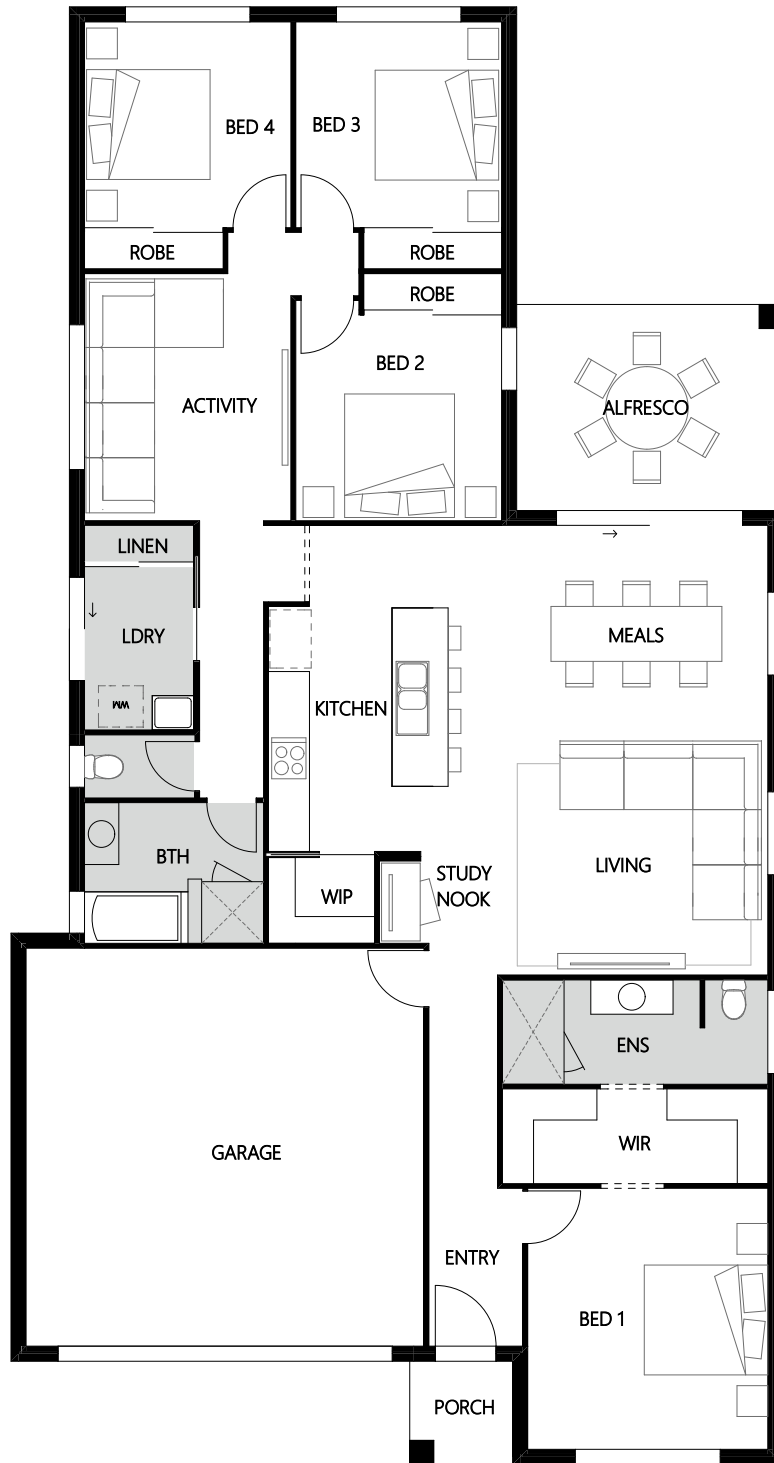 BED 4
BED 3
ROBE
ROBE
ROBE
BED 2
ACTIVITY
ALFRESCO
LINEN
LDRY
MEALS
WM
KITCHEN
BTH
LIVING
STUDY
NOOK
WIP
ENS
WIR
GARAGE
ENTRY
BED 1
PORCH